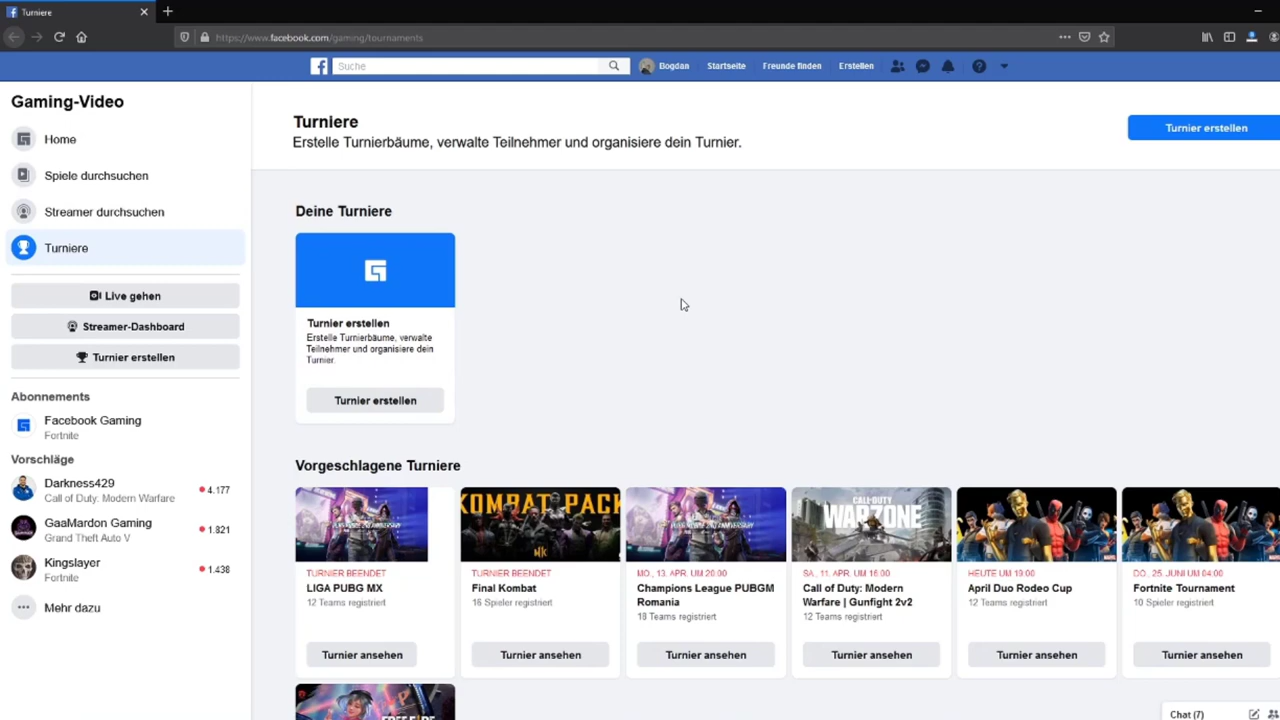 Turniere
https://www.facebook.com/gaming/tournaments
Suche
Bogdan
Startseite
Freunde finden
Erstellen
Gaming-Video
Home
Spiele durchsuchen
Streamer durchsuchen
Turniere
Live gehen
Streamer-Dashboard
Turnier erstellen
Abonnements
Facebook Gaming
Fortnite
Vorschläge
Darkness429
Call of Duty: Modern Warfare
4.177
GaaMardon Gaming
Grand Theft Auto V
1.821
Kingslayer
Fortnite
1.438
Mehr dazu
Turniere
Erstelle Turnierbäume, verwalte Teilnehmer und organisiere dein Turnier.
Turnier erstellen
Deine Turniere
Turnier erstellen
Erstelle Turnierbäume, verwalte
Teilnehmer und organisiere dein
Turnier.
Turnier erstellen
Vorgeschlagene Turniere
TURNIER BEENDET
LIGA PUBG MX
12 Teams registriert
Turnier ansehen
KOMBAT PACK
TURNIER BEENDET
Final Kombat
16 Spieler registriert
Turnier ansehen
MO., 13. APR. UM 20:00
Champions League PUBGM
Romania
18 Teams registriert
Turnier ansehen
CALL OF DUTY
WARZONE
SA., 11. APR. UM 16:00
Call of Duty: Modern
Warfare | Gunfight 2v2
12 Teams registriert
Turnier ansehen
HEUTE UM 19:00
April Duo Rodeo Cup
12 Teams registriert
Turnier ansehen
DO., 25. JUNI UM 04:00
Fortnite Tournament
10 Spieler registriert
Turnier ansehen
Chat (7)